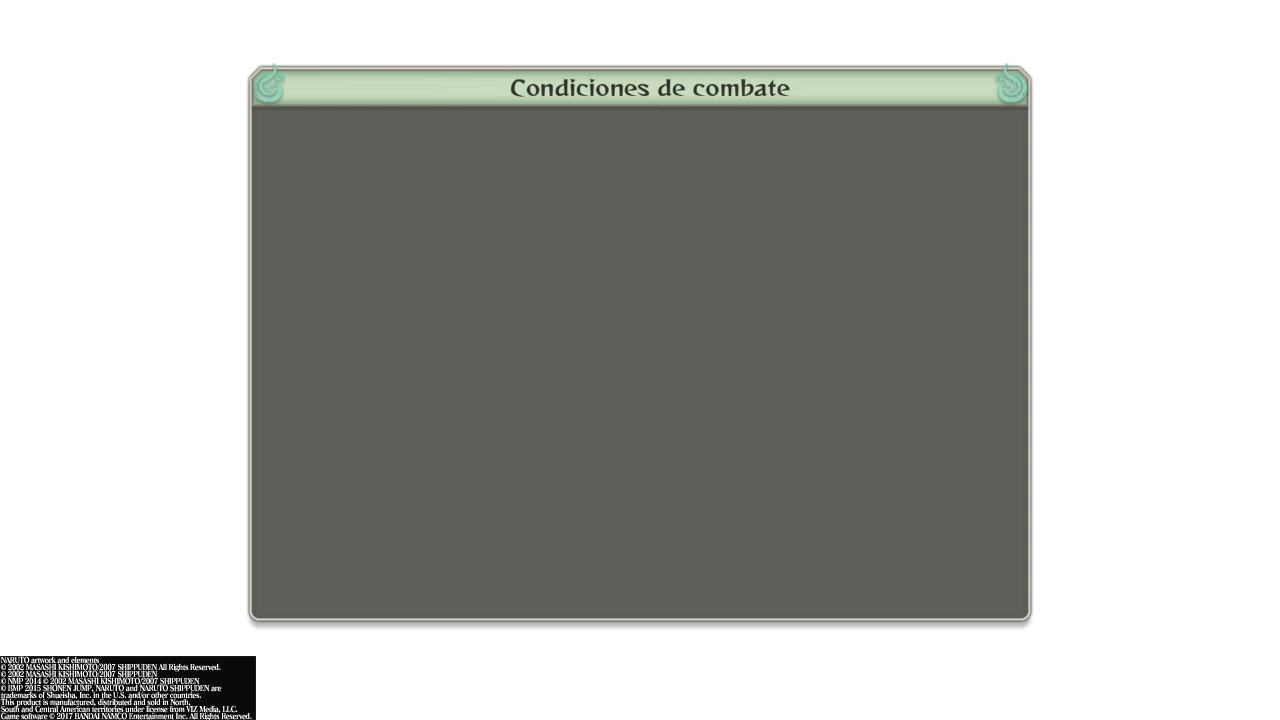 Condiciones de combate
NARUTO artwork and elements
© 2002 MASASHI KISHIMOTO/2007 SHIPPUDEN All Rights Reserved.
© 2002 MASASHI KISHIMOTO/2007 SHIPPUDEN
© NMP 2014 © 2002 MASASHI KISHIMOTO/2007 SHIPPUDEN
© BMP 2015 SHONEN JUMP, NARUTO and NARUTO SHIPPUDEN are
trademarks of Shueisha, Inc. in the U.S. and/or other countries.
This product is manufactured, distributed and sold in North,
South and Central American territories under license from VIZ Media, LLC.
Game software © 2017 BANDAI NAMCO Entertainment Inc. All Rights Reserved.